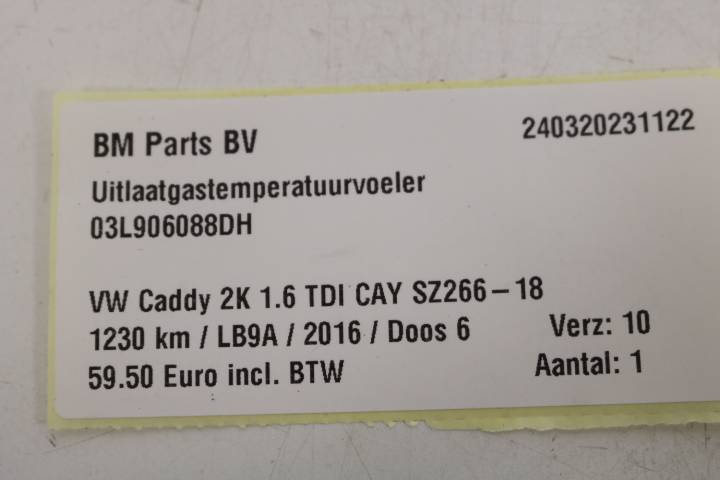 BM Parts BV 240320231122
Uitlaatgastemperatuurvoeler
03L906088DH
VW Caddy 2K 1.6 TDI CAY SZ266-18
1230 km / LB9A / 2016 / Doos 6 Verz: 10
59.50 Euro incl. BTW Aantal: 1